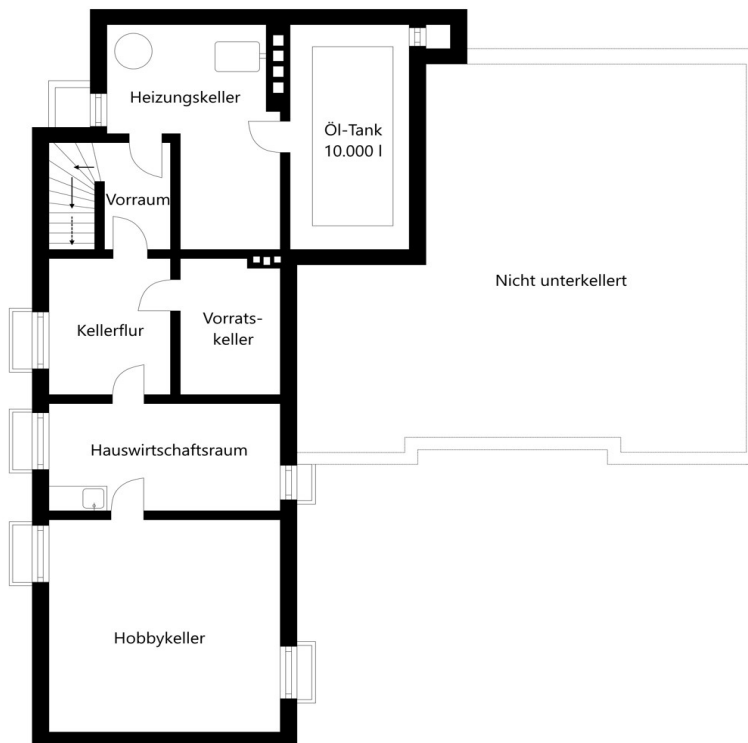 Heizungskeller
Öl-Tank
10.000 l
Vorraum
Nicht unterkellert
Kellerflur
Vorrats-
keller
Hauswirtschaftsraum
Hobbykeller